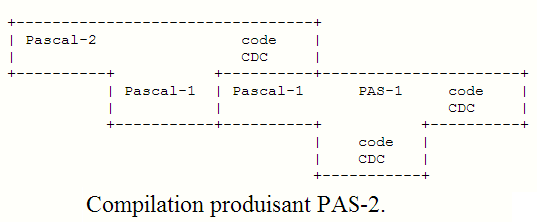 Pascal-2 code
CDC
Pascal-1 Pascal-1 PAS-1 code
CDC
code
CDC
Compilation produisant PAS-2.